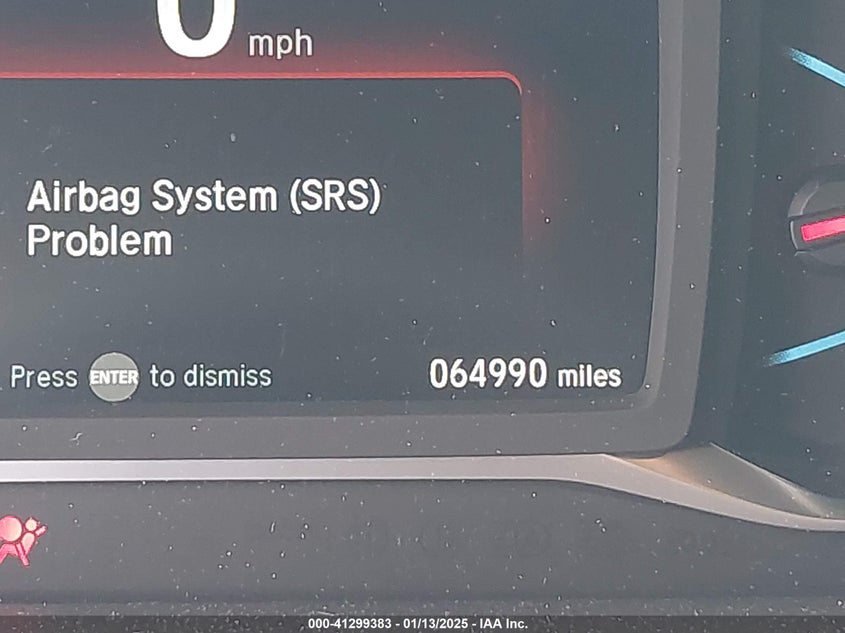 0 mph
Airbag System (SRS)
Problem
Press ENTER to dismiss
064990 miles
000-41299383 - 01/13/2025 - IAA Inc.